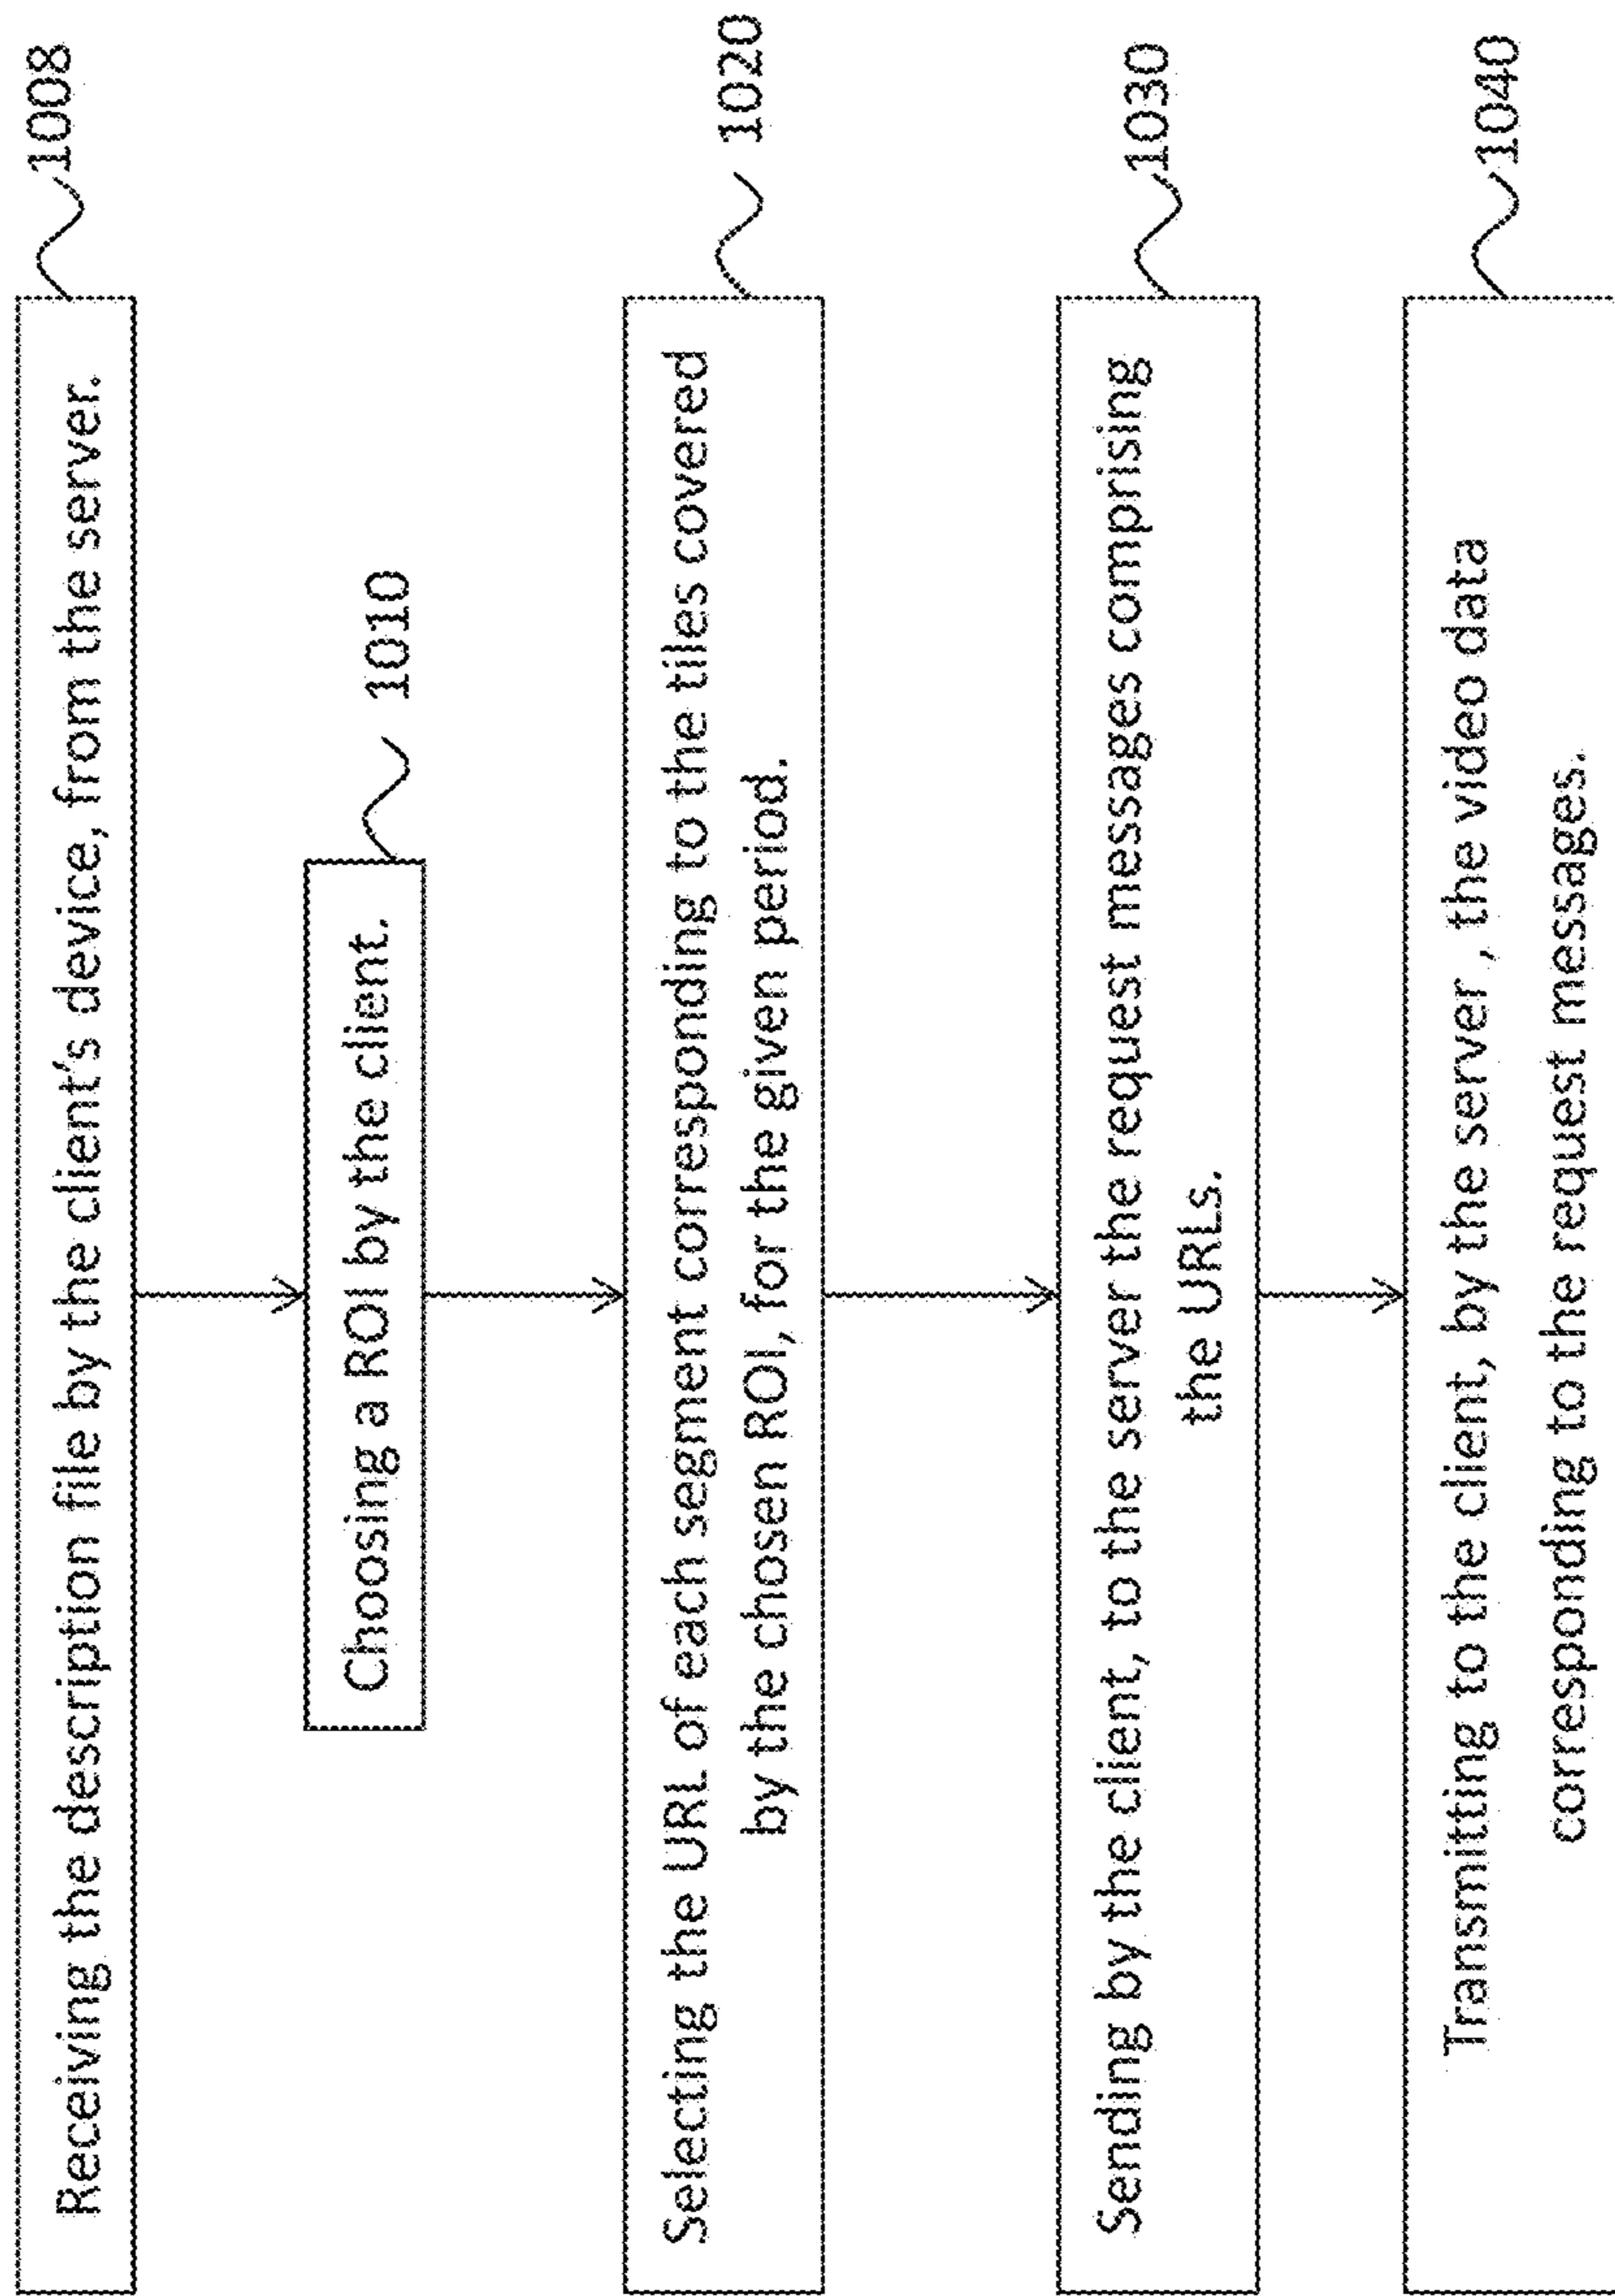 Receiving the description file by the client's device, from the server.
1008
Choosing a ROI by the client.
1010
Selecting the URL of each segment corresponding to the tiles covered
by the chosen ROI, for the given period.
1020
Sending by the client, to the server the request messages comprising
the URLs.
1030
Transmitting to the client, by the server , the video data
corresponding to the request messages.
1040